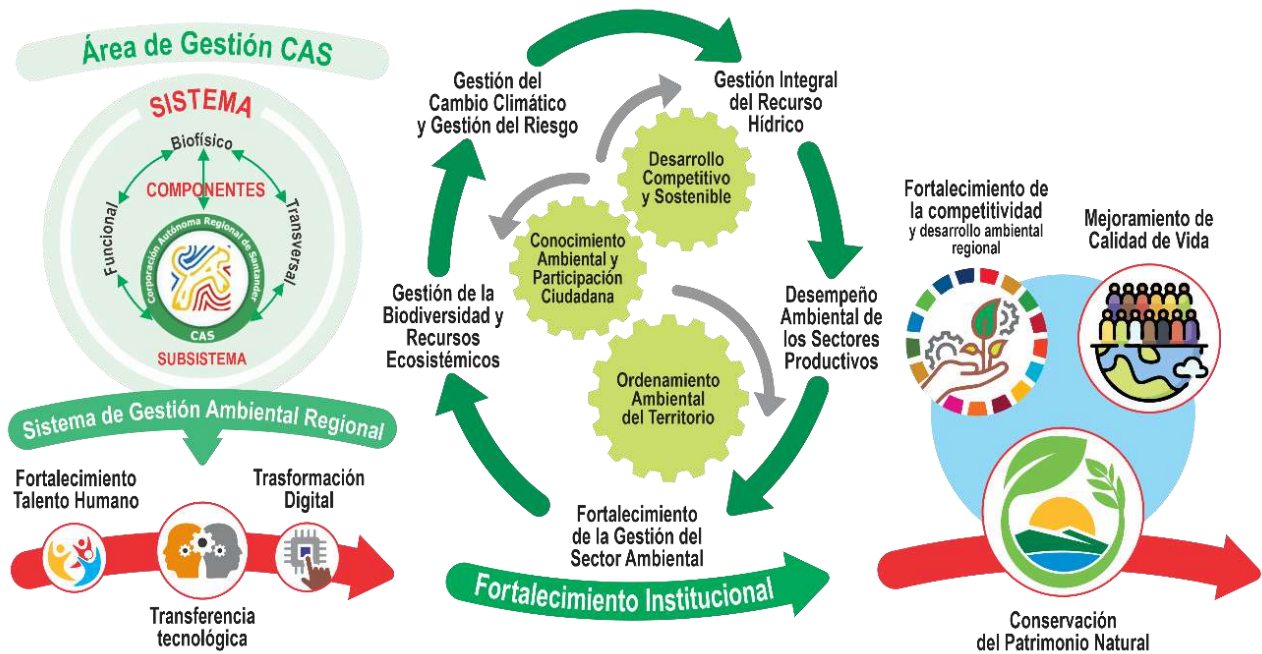 Área de Gestión CAS
SISTEMA
Biofísico
COMPONENTES
Funcional
Transversal
Corporación Autónoma Regional de Santander
CAS
SUBSISTEMA
Sistema de Gestión Ambiental Regional
Fortalecimiento
Talento Humano
Trasformación
Digital
Transferencia
tecnológica
Gestión del
Cambio Climático
y Gestión del Riesgo
Gestión Integral
del Recurso
Hídrico
Desarrollo
Competitivo
y Sostenible
Conocimiento
Ambiental y
Participación
Ciudadana
Gestión de la
Biodiversidad y
Recursos
Ecosistémicos
Desempeño
Ambiental de
los Sectores
Productivos
Ordenamiento
Ambiental
del Territorio
Fortalecimiento
de la Gestión del
Sector Ambiental
Fortalecimiento Institucional
Fortalecimiento de
la competitividad
y desarrollo ambiental
regional
Mejoramiento de
Calidad de Vida
Conservación
del Patrimonio Natural